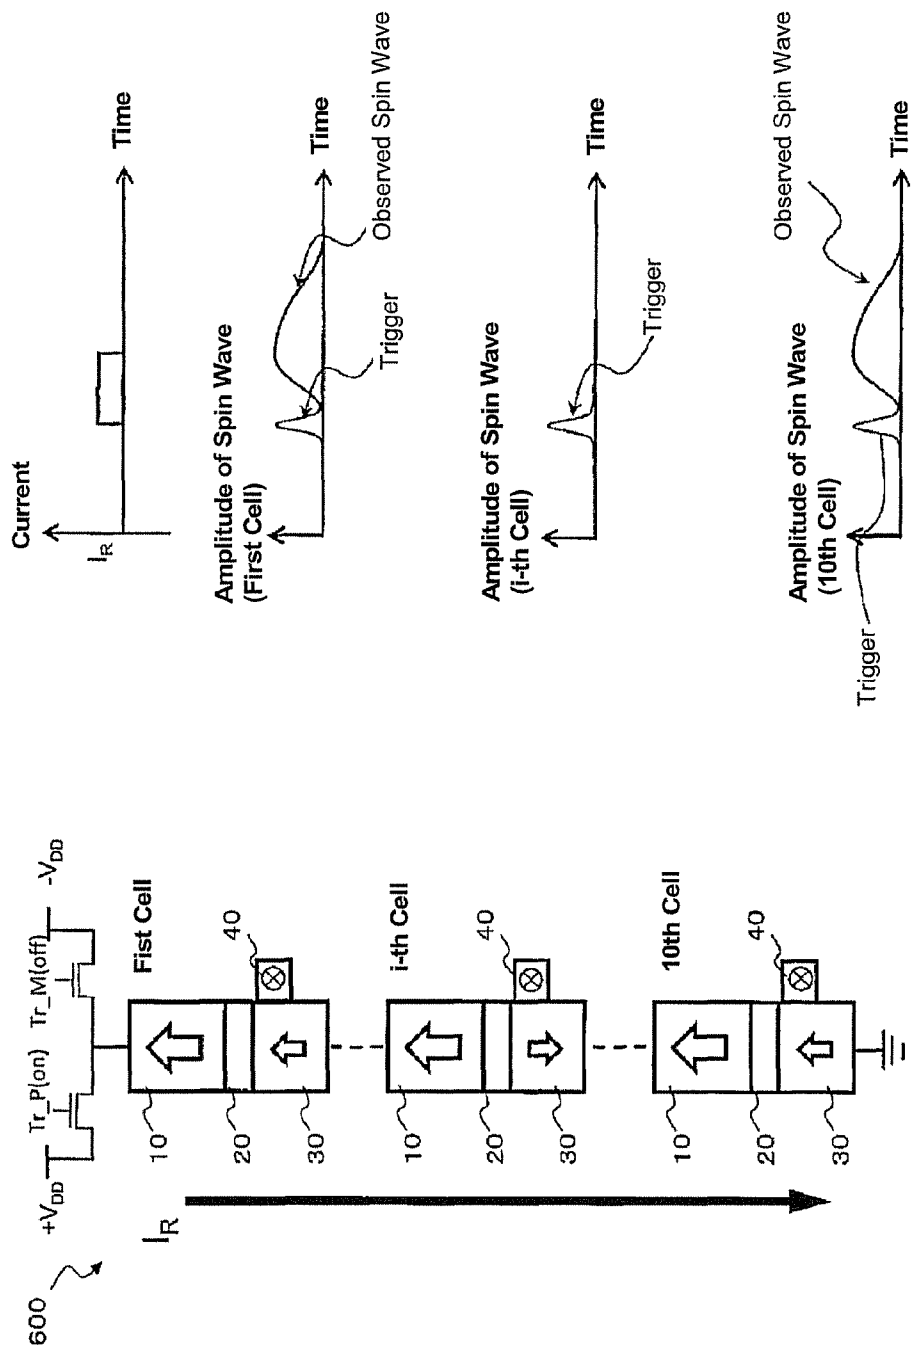 600
+V_DD
Tr_P(on)
Tr_M(off)
-V_DD
I_R
Fist Cell
10
20
30
40
i-th Cell
10
20
30
40
10th Cell
10
20
30
40
Current
I_R
Time
Amplitude of Spin Wave
(First Cell)
Time
Trigger
Observed Spin Wave
Amplitude of Spin Wave
(i-th Cell)
Time
Trigger
Amplitude of Spin Wave
(10th Cell)
Time
Trigger
Observed Spin Wave